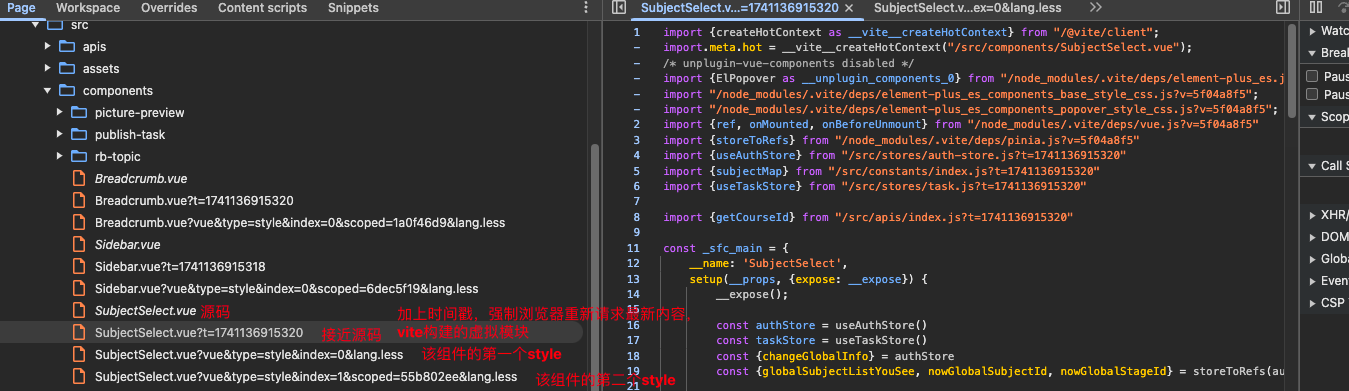 Page Workspace Overrides Content scripts Snippets
src
apis
assets
components
picture-preview
publish-task
rb-topic
Breadcrumb.vue
Breadcrumb.vue?t=1741136915320
Breadcrumb.vue?vue&type=style&index=0&scoped=1a0f46d9&lang.less
Sidebar.vue
Sidebar.vue?t=1741136915318
Sidebar.vue?vue&type=style&index=0&scoped=6dec5f19&lang.less
SubjectSelect.vue 源码
加上时间戳，强制浏览器重新请求最新内容，
SubjectSelect.vue?t=1741136915320 接近源码 vite构建的虚拟模块
SubjectSelect.vue?vue&type=style&index=0&lang.less 该组件的第一个style
SubjectSelect.vue?vue&type=style&index=1&scoped=55b802ee&lang.less 该组件的第二个style
SubjectSelect.v...=1741136915320 × SubjectSelect.v...ex=0&lang.less
1 import {createHotContext as __vite__createHotContext} from "/@vite/client";
- import.meta.hot = __vite__createHotContext("/src/components/SubjectSelect.vue");
- /* unplugin-vue-components disabled */
- import {ElPopover as __unplugin_components_0} from "/node_modules/.vite/deps/element-plus_es.j
- import "/node_modules/.vite/deps/element-plus_es_components_base_style_css.js?v=5f04a8f5";
- import "/node_modules/.vite/deps/element-plus_es_components_popover_style_css.js?v=5f04a8f5";
2 import {ref, onMounted, onBeforeUnmount} from "/node_modules/.vite/deps/vue.js?v=5f04a8f5"
3 import {storeToRefs} from "/node_modules/.vite/deps/pinia.js?v=5f04a8f5"
4 import {useAuthStore} from "/src/stores/auth-store.js?t=1741136915320"
5 import {subjectMap} from "/src/constants/index.js?t=1741136915320"
6 import {useTaskStore} from "/src/stores/task.js?t=1741136915320"
7
8 import {getCourseId} from "/src/apis/index.js?t=1741136915320"
9
11 const _sfc_main = {
12 __name: 'SubjectSelect',
13 setup(__props, {expose: __expose}) {
14 __expose();
15
16 const authStore = useAuthStore()
17 const taskStore = useTaskStore()
18 const {changeGlobalInfo} = authStore
19 const {globalSubjectListYouSee, nowGlobalSubjectId, nowGlobalStageId} = storeToRefs(au
21
Watc
Brea
Paus
Paus
Scop
Call S
XHR/
DOM
Globa
Even
CSP